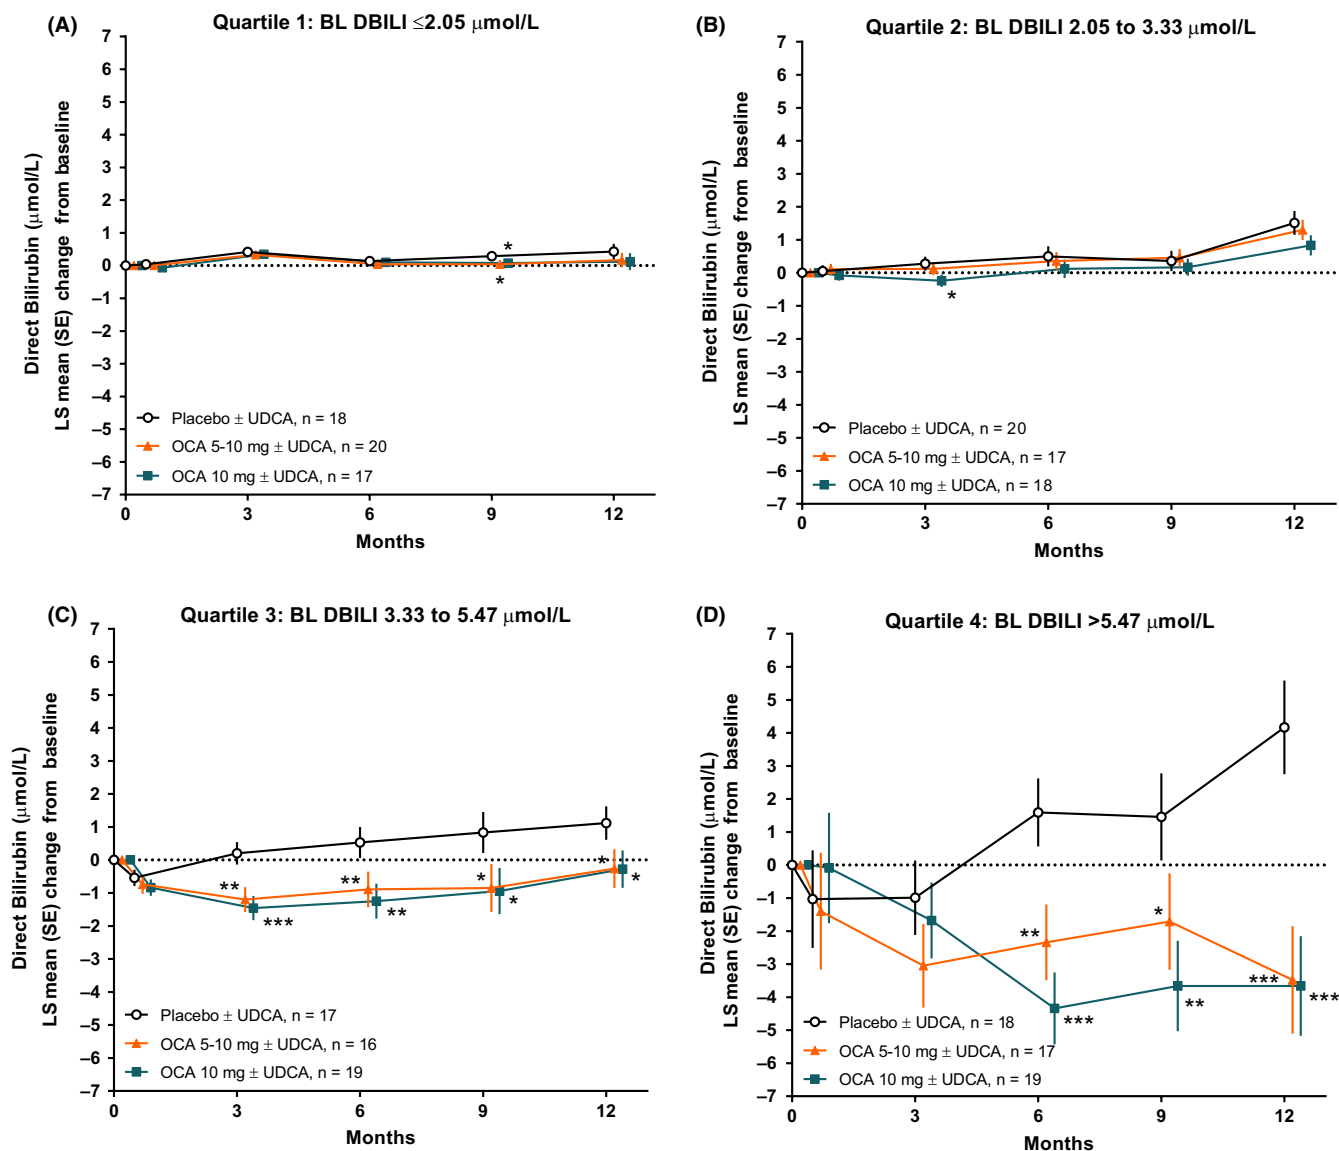 (A)
Quartile 1: BL DBILI ≤2.05 μmol/L
Direct Bilirubin (μmol/L)
LS mean (SE) change from baseline
7
6
5
4
3
2
1
0
–1
–2
–3
–4
–5
–6
–7
*
*
Placebo ± UDCA, n = 18
OCA 5-10 mg ± UDCA, n = 20
OCA 10 mg ± UDCA, n = 17
0 3 6 9 12
Months
(B)
Quartile 2: BL DBILI 2.05 to 3.33 μmol/L
Direct Bilirubin (μmol/L)
LS mean (SE) change from baseline
7
6
5
4
3
2
1
0
–1
–2
–3
–4
–5
–6
–7
*
Placebo ± UDCA, n = 20
OCA 5-10 mg ± UDCA, n = 17
OCA 10 mg ± UDCA, n = 18
0 3 6 9 12
Months
(C)
Quartile 3: BL DBILI 3.33 to 5.47 μmol/L
Direct Bilirubin (μmol/L)
LS mean (SE) change from baseline
7
6
5
4
3
2
1
0
–1
–2
–3
–4
–5
–6
–7
** ** * *
*** ** * *
Placebo ± UDCA, n = 17
OCA 5-10 mg ± UDCA, n = 16
OCA 10 mg ± UDCA, n = 19
0 3 6 9 12
Months
(D)
Quartile 4: BL DBILI >5.47 μmol/L
Direct Bilirubin (μmol/L)
LS mean (SE) change from baseline
7
6
5
4
3
2
1
0
–1
–2
–3
–4
–5
–6
–7
** * ***
*** ** ***
Placebo ± UDCA, n = 18
OCA 5-10 mg ± UDCA, n = 17
OCA 10 mg ± UDCA, n = 19
0 3 6 9 12
Months